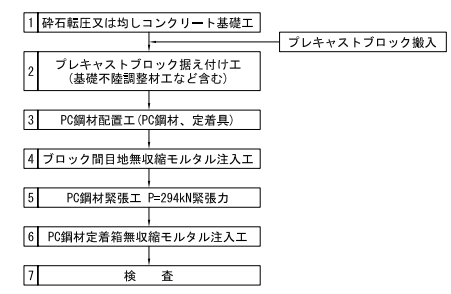 1 砕石転圧又は均しコンクリート基礎工
プレキャストブロック搬入
2 プレキャストブロック据え付け工
(基礎不陸調整材工など含む)
3 PC鋼材配置工(PC鋼材、定着具)
4 ブロック間目地無収縮モルタル注入工
5 PC鋼材緊張工 P=294kN緊張力
6 PC鋼材定着箱無収縮モルタル注入工
7 検 査